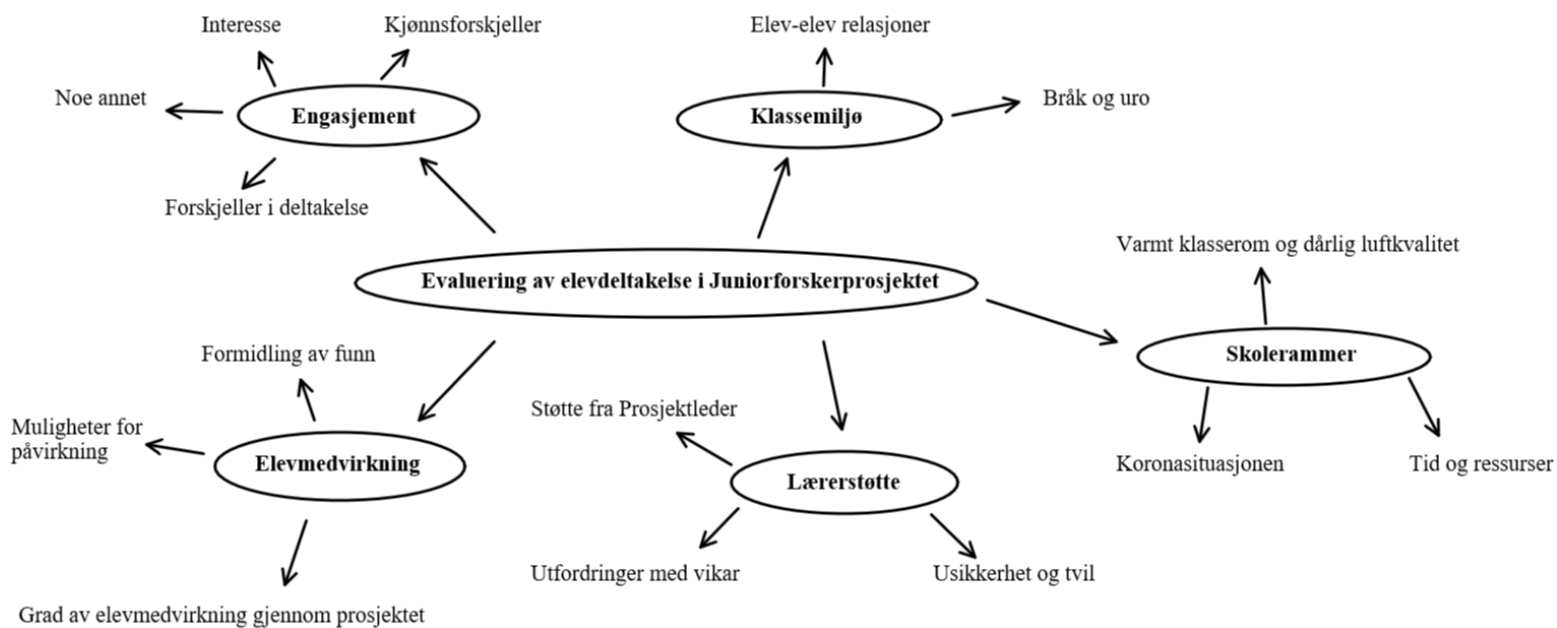 Interesse
Kjønnsforskjeller
Elev-elev relasjoner
Noe annet
Engasjement
Klassemiljø
Bråk og uro
Forskjeller i deltakelse
Varmt klasserom og dårlig luftkvalitet
Evaluering av elevdeltakelse i Juniorforskerprosjektet
Formidling av funn
Skolerammer
Støtte fra Prosjektleder
Muligheter for
påvirkning
Elevmedvirkning
Lærerstøtte
Koronasituasjonen
Tid og ressurser
Utfordringer med vikar
Usikkerhet og tvil
Grad av elevmedvirkning gjennom prosjektet